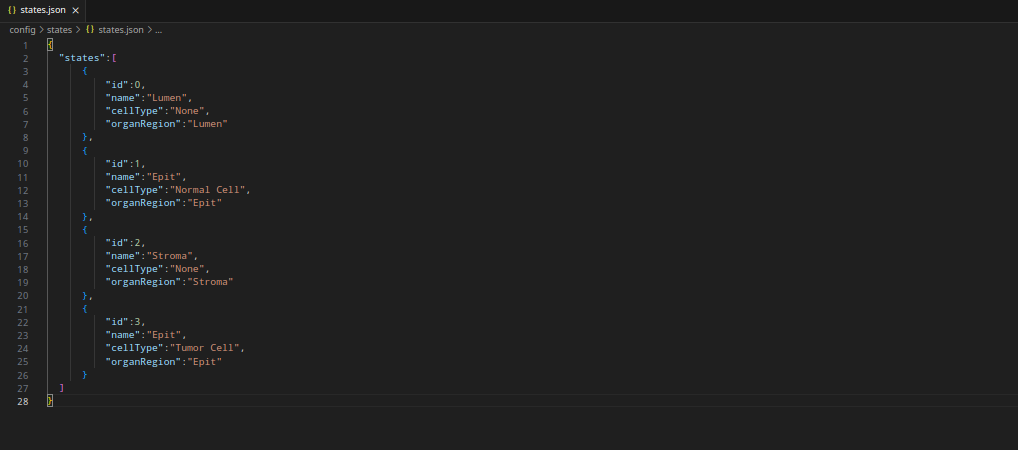 {} states.json ×
config > states > {} states.json > ...
1 {
2 "states":[
3 {
4 "id":0,
5 "name":"Lumen",
6 "cellType":"None",
7 "organRegion":"Lumen"
8 },
9 {
10 "id":1,
11 "name":"Epit",
12 "cellType":"Normal Cell",
13 "organRegion":"Epit"
14 },
15 {
16 "id":2,
17 "name":"Stroma",
18 "cellType":"None",
19 "organRegion":"Stroma"
20 },
21 {
22 "id":3,
23 "name":"Epit",
24 "cellType":"Tumor Cell",
25 "organRegion":"Epit"
26 }
27 ]
28 }